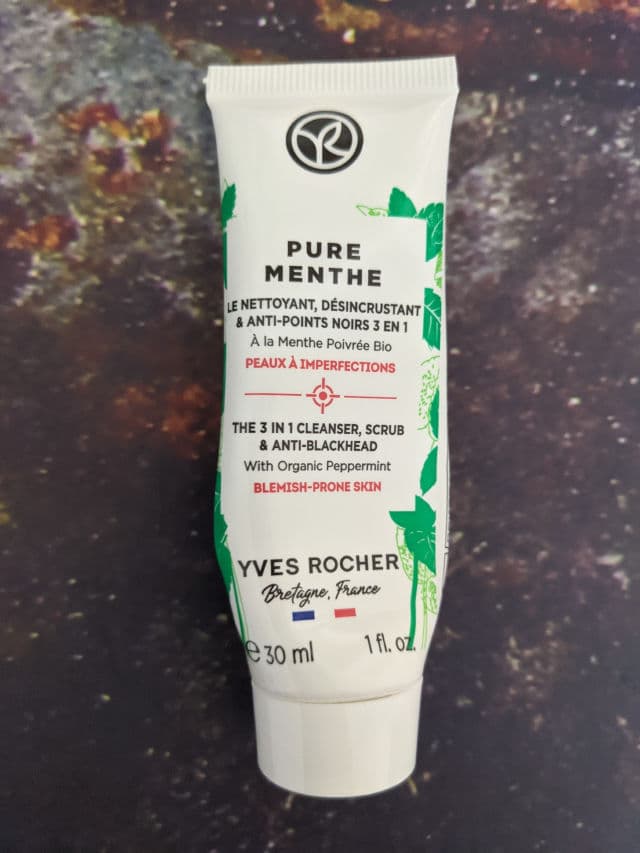 YR
PURE
MENTHE
LE NETTOYANT, DÉSINCRUSTANT
& ANTI-POINTS NOIRS 3 EN 1
À la Menthe Poivrée Bio
PEAUX À IMPERFECTIONS
THE 3 IN 1 CLEANSER, SCRUB
& ANTI-BLACKHEAD
With Organic Peppermint
BLEMISH-PRONE SKIN
YVES ROCHER
Bretagne, France
℮ 30 ml 1 fl. oz.